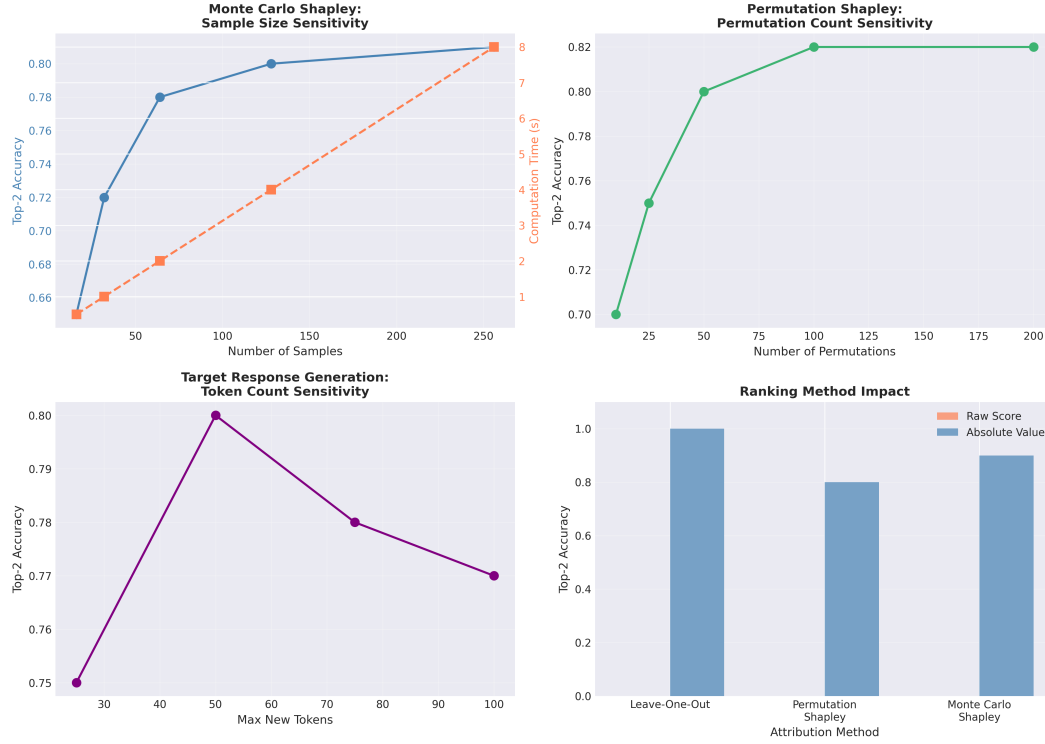 Monte Carlo Shapley:
Sample Size Sensitivity
Top-2 Accuracy
0.80
0.78
0.76
0.74
0.72
0.70
0.68
0.66
8
7
6
5
4
3
2
1
Computation Time (s)
50
100
150
200
250
Number of Samples
Permutation Shapley:
Permutation Count Sensitivity
Top-2 Accuracy
0.82
0.80
0.78
0.76
0.74
0.72
0.70
25
50
75
100
125
150
175
200
Number of Permutations
Target Response Generation:
Token Count Sensitivity
Top-2 Accuracy
0.80
0.79
0.78
0.77
0.76
0.75
30
40
50
60
70
80
90
100
Max New Tokens
Ranking Method Impact
Raw Score
Absolute Value
Top-2 Accuracy
1.0
0.8
0.6
0.4
0.2
0.0
Leave-One-Out
Permutation
Shapley
Monte Carlo
Shapley
Attribution Method